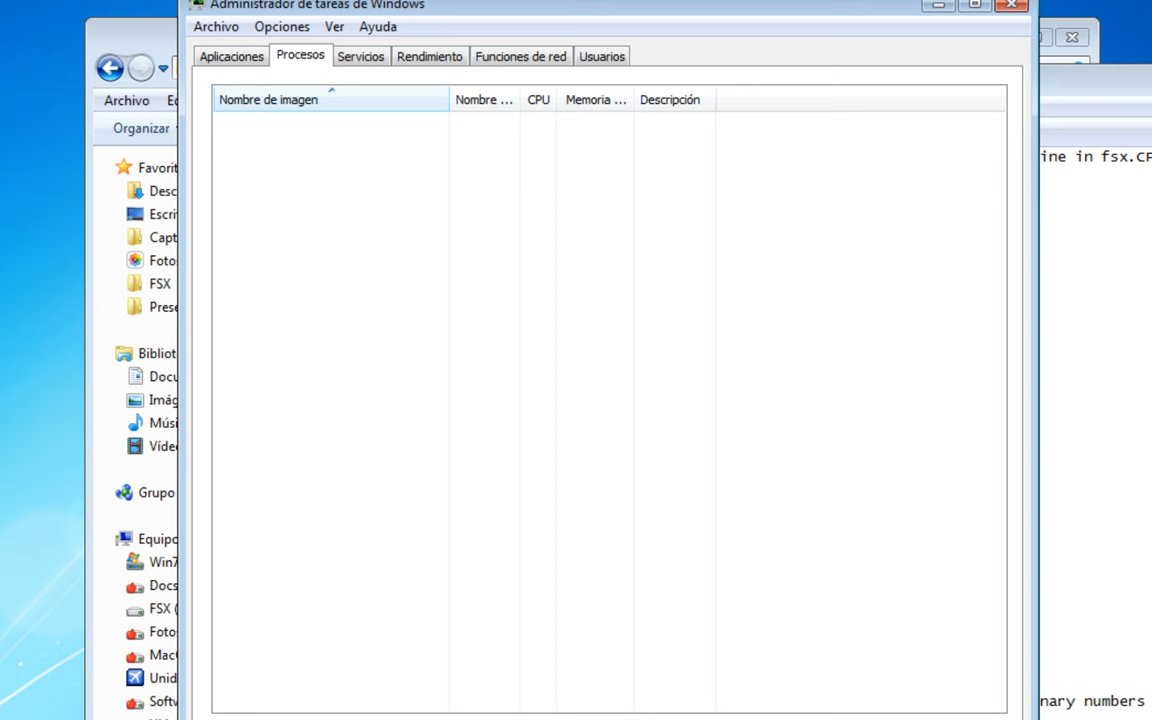 Administrador de tareas de Windows
Archivo Opciones Ver Ayuda
Aplicaciones Procesos Servicios Rendimiento Funciones de red Usuarios
Nombre de imagen Nombre ... CPU Memoria ... Descripción
Archivo
Organizar
Favorit
Desc
Escri
Capt
Foto
FSX
Prese
Bibliot
Docu
Imág
Músi
Víde
Grupo
Equipo
Win7
Docs
FSX (
Foto
Mac
Unid
Softw
ine in fsx.CF
nary numbers